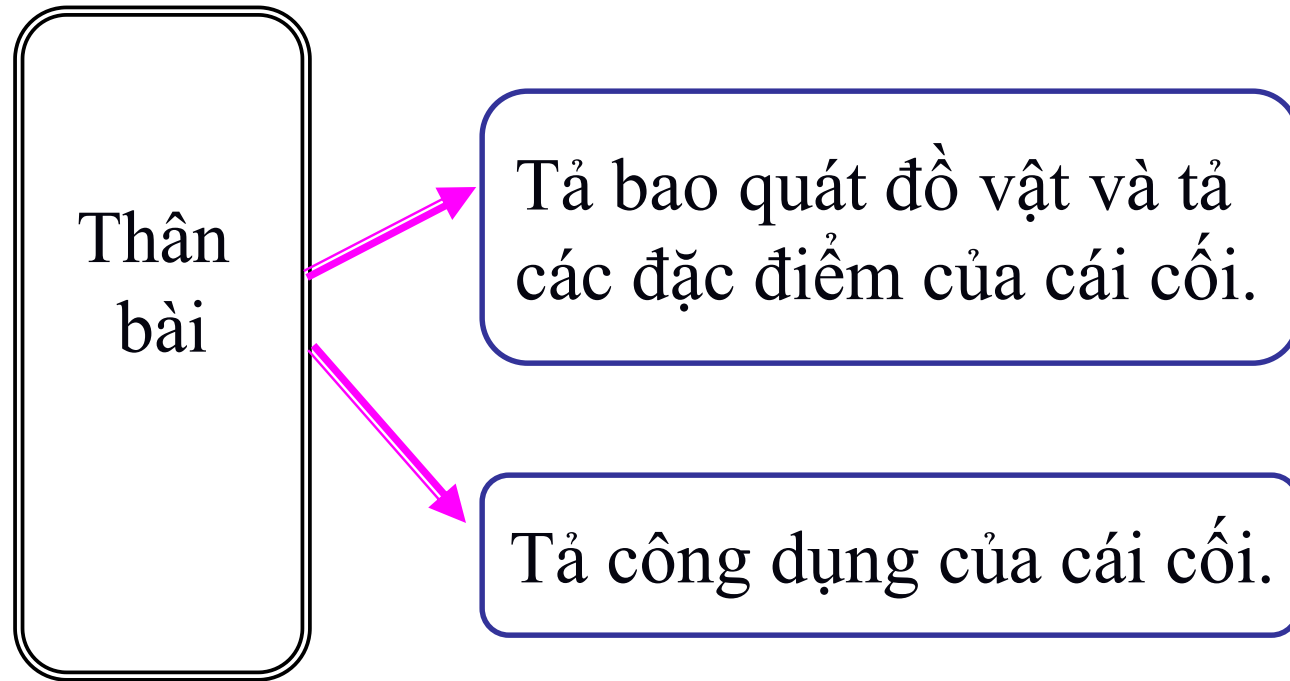 Thân
bài
Tả bao quát đồ vật và tả
các đặc điểm của cái cối.
Tả công dụng của cái cối.